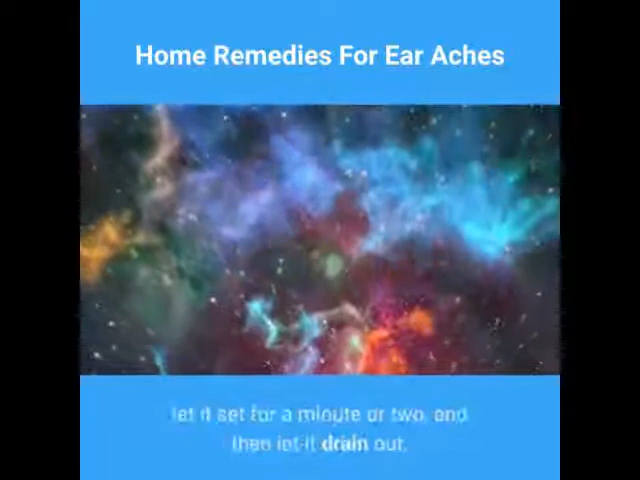 Home Remedies For Ear Aches
let it set for a minute or two, and
then let it drain out.